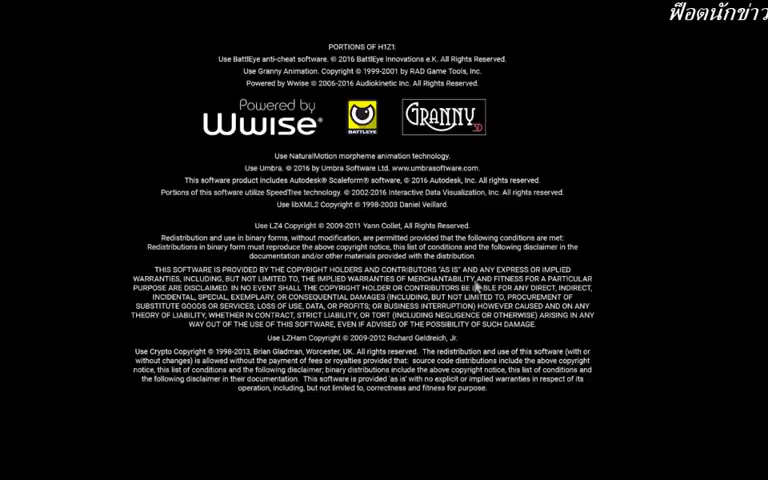 ฟ็อตนักข่าว
PORTIONS OF H1Z1:
Use BattlEye anti-cheat software. © 2016 BattlEye Innovations e.K. All Rights Reserved.
Use Granny Animation. Copyright © 1999-2001 by RAD Game Tools, Inc.
Powered by Wwise © 2006-2016 Audiokinetic Inc. All Rights Reserved.
Powered by
Wwise®
BATTLEYE
GRANNY 3D
Use NaturalMotion morpheme animation technology.
Use Umbra. © 2016 by Umbra Software Ltd. www.umbrasoftware.com.
This software product includes Autodesk® Scaleform® software, © 2016 Autodesk, Inc. All rights reserved.
Portions of this software utilize SpeedTree technology. © 2002-2016 Interactive Data Visualization, Inc. All rights reserved.
Use libXML2 Copyright © 1998-2003 Daniel Veillard.
Use LZ4 Copyright © 2009-2011 Yann Collet, All Rights Reserved.
Redistribution and use in binary forms, without modification, are permitted provided that the following conditions are met:
Redistributions in binary form must reproduce the above copyright notice, this list of conditions and the following disclaimer in the
documentation and/or other materials provided with the distribution.
THIS SOFTWARE IS PROVIDED BY THE COPYRIGHT HOLDERS AND CONTRIBUTORS "AS IS" AND ANY EXPRESS OR IMPLIED
WARRANTIES, INCLUDING, BUT NOT LIMITED TO, THE IMPLIED WARRANTIES OF MERCHANTABILITY AND FITNESS FOR A PARTICULAR
PURPOSE ARE DISCLAIMED. IN NO EVENT SHALL THE COPYRIGHT HOLDER OR CONTRIBUTORS BE LIABLE FOR ANY DIRECT, INDIRECT,
INCIDENTAL, SPECIAL, EXEMPLARY, OR CONSEQUENTIAL DAMAGES (INCLUDING, BUT NOT LIMITED TO, PROCUREMENT OF
SUBSTITUTE GOODS OR SERVICES; LOSS OF USE, DATA, OR PROFITS; OR BUSINESS INTERRUPTION) HOWEVER CAUSED AND ON ANY
THEORY OF LIABILITY, WHETHER IN CONTRACT, STRICT LIABILITY, OR TORT (INCLUDING NEGLIGENCE OR OTHERWISE) ARISING IN ANY
WAY OUT OF THE USE OF THIS SOFTWARE, EVEN IF ADVISED OF THE POSSIBILITY OF SUCH DAMAGE.
Use LZHam Copyright © 2009-2012 Richard Geldreich, Jr.
Use Crypto Copyright © 1998-2013, Brian Gladman, Worcester, UK. All rights reserved. The redistribution and use of this software (with or
without changes) is allowed without the payment of fees or royalties provided that: source code distributions include the above copyright
notice, this list of conditions and the following disclaimer; binary distributions include the above copyright notice, this list of conditions and
the following disclaimer in their documentation. This software is provided 'as is' with no explicit or implied warranties in respect of its
operation, including, but not limited to, correctness and fitness for purpose.